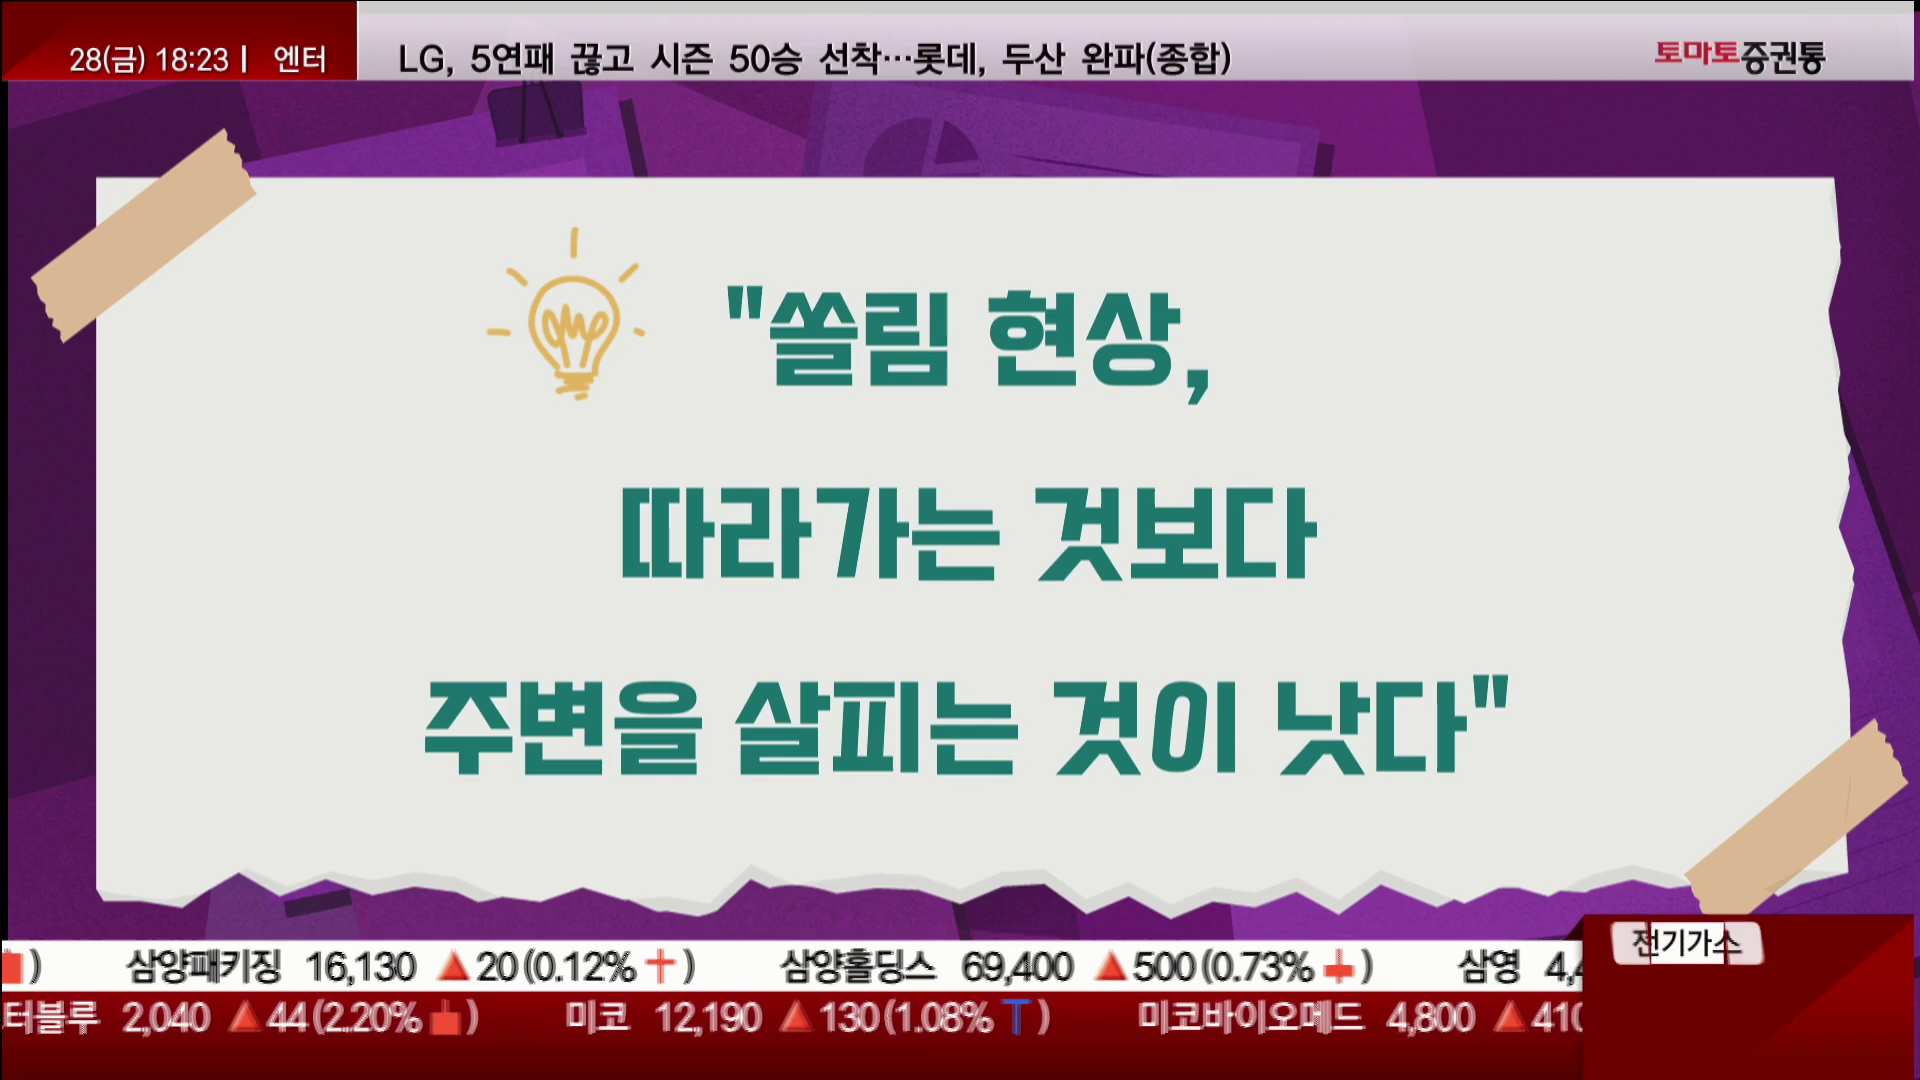 28(금) 18:23 | 엔터
LG, 5연패 끊고 시즌 50승 선착…롯데, 두산 완파(종합)
토마토증권통
"쏠림 현상,
따라가는 것보다
주변을 살피는 것이 낫다"
전기가스
) 삼양패키징 16,130 ▲20(0.12% ) 삼양홀딩스 69,400 ▲500(0.73% ) 삼영
터블루 2,040 ▲44(2.20% ) 미코 12,190 ▲130(1.08% ) 미코바이오메드 4,800 ▲410